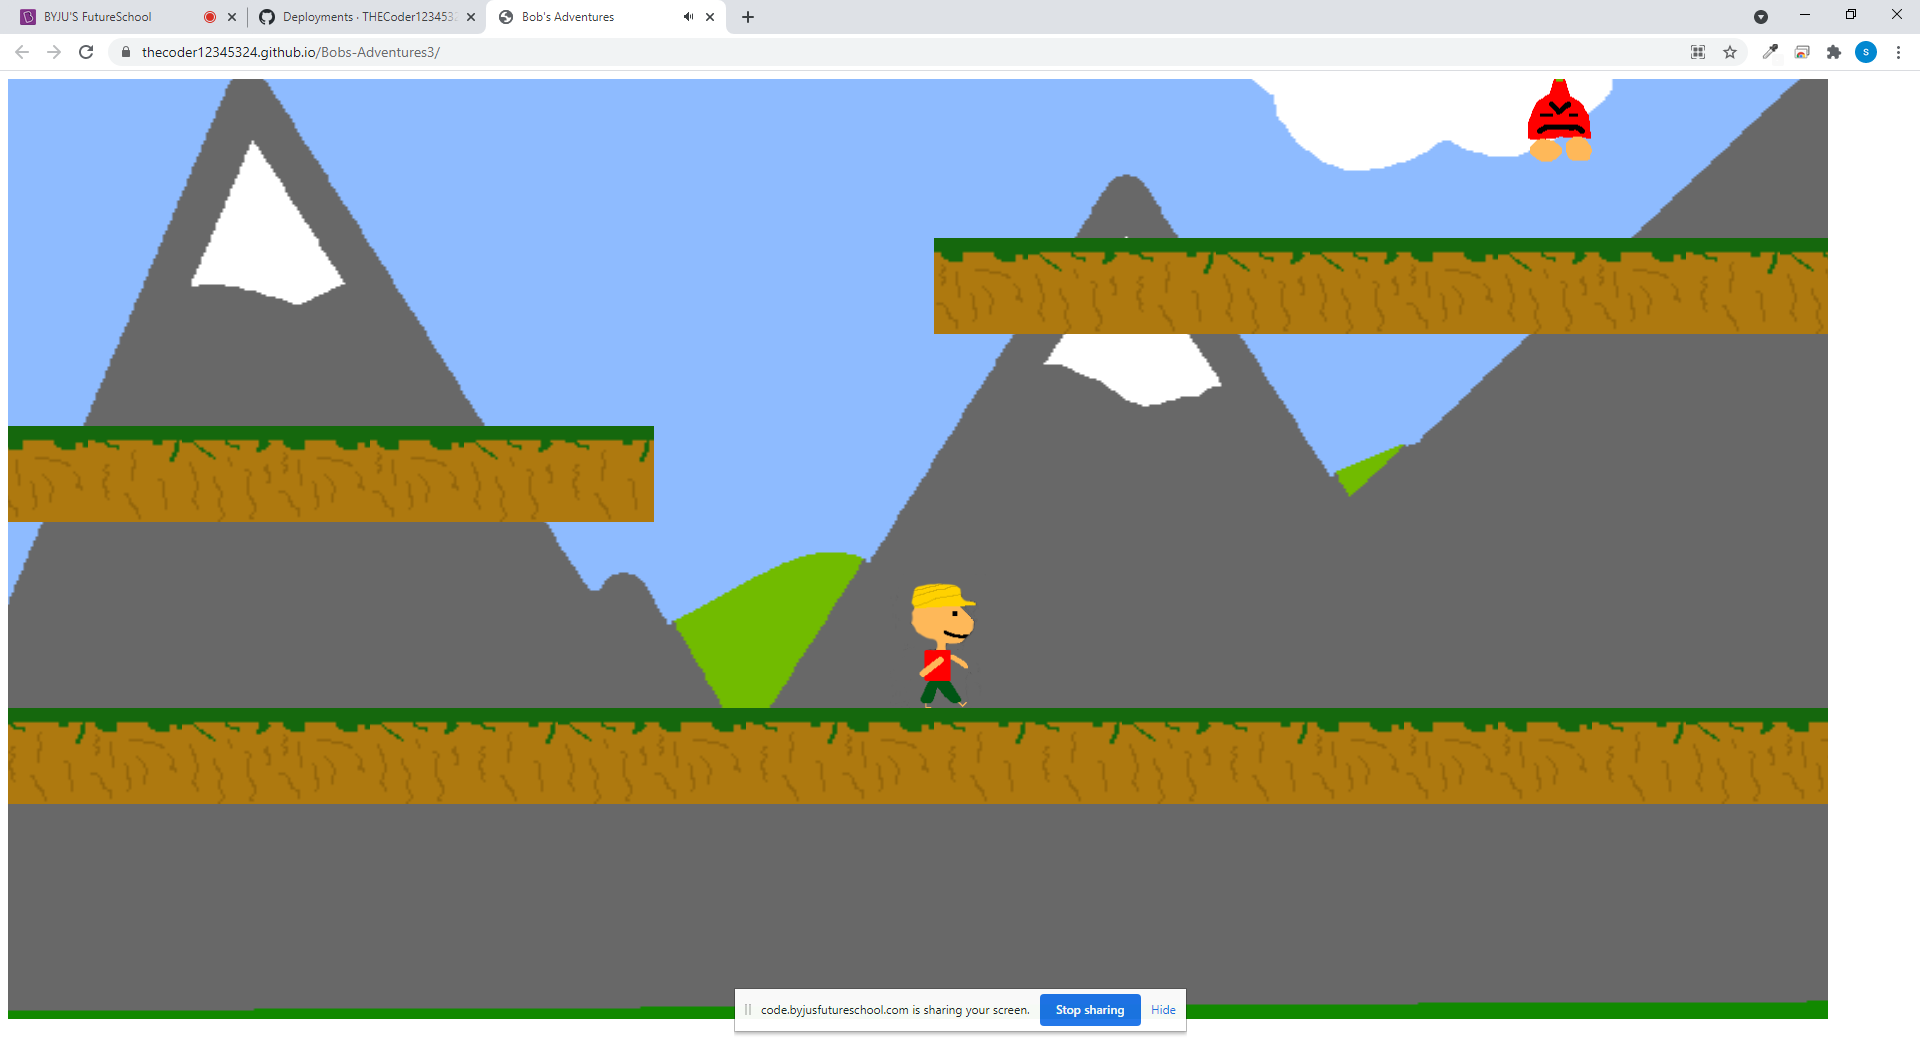 BYJU'S FutureSchool
Deployments · THECoder123453
Bob's Adventures
thecoder12345324.github.io/Bobs-Adventures3/
S
code.byjusfutureschool.com is sharing your screen.
Stop sharing
Hide